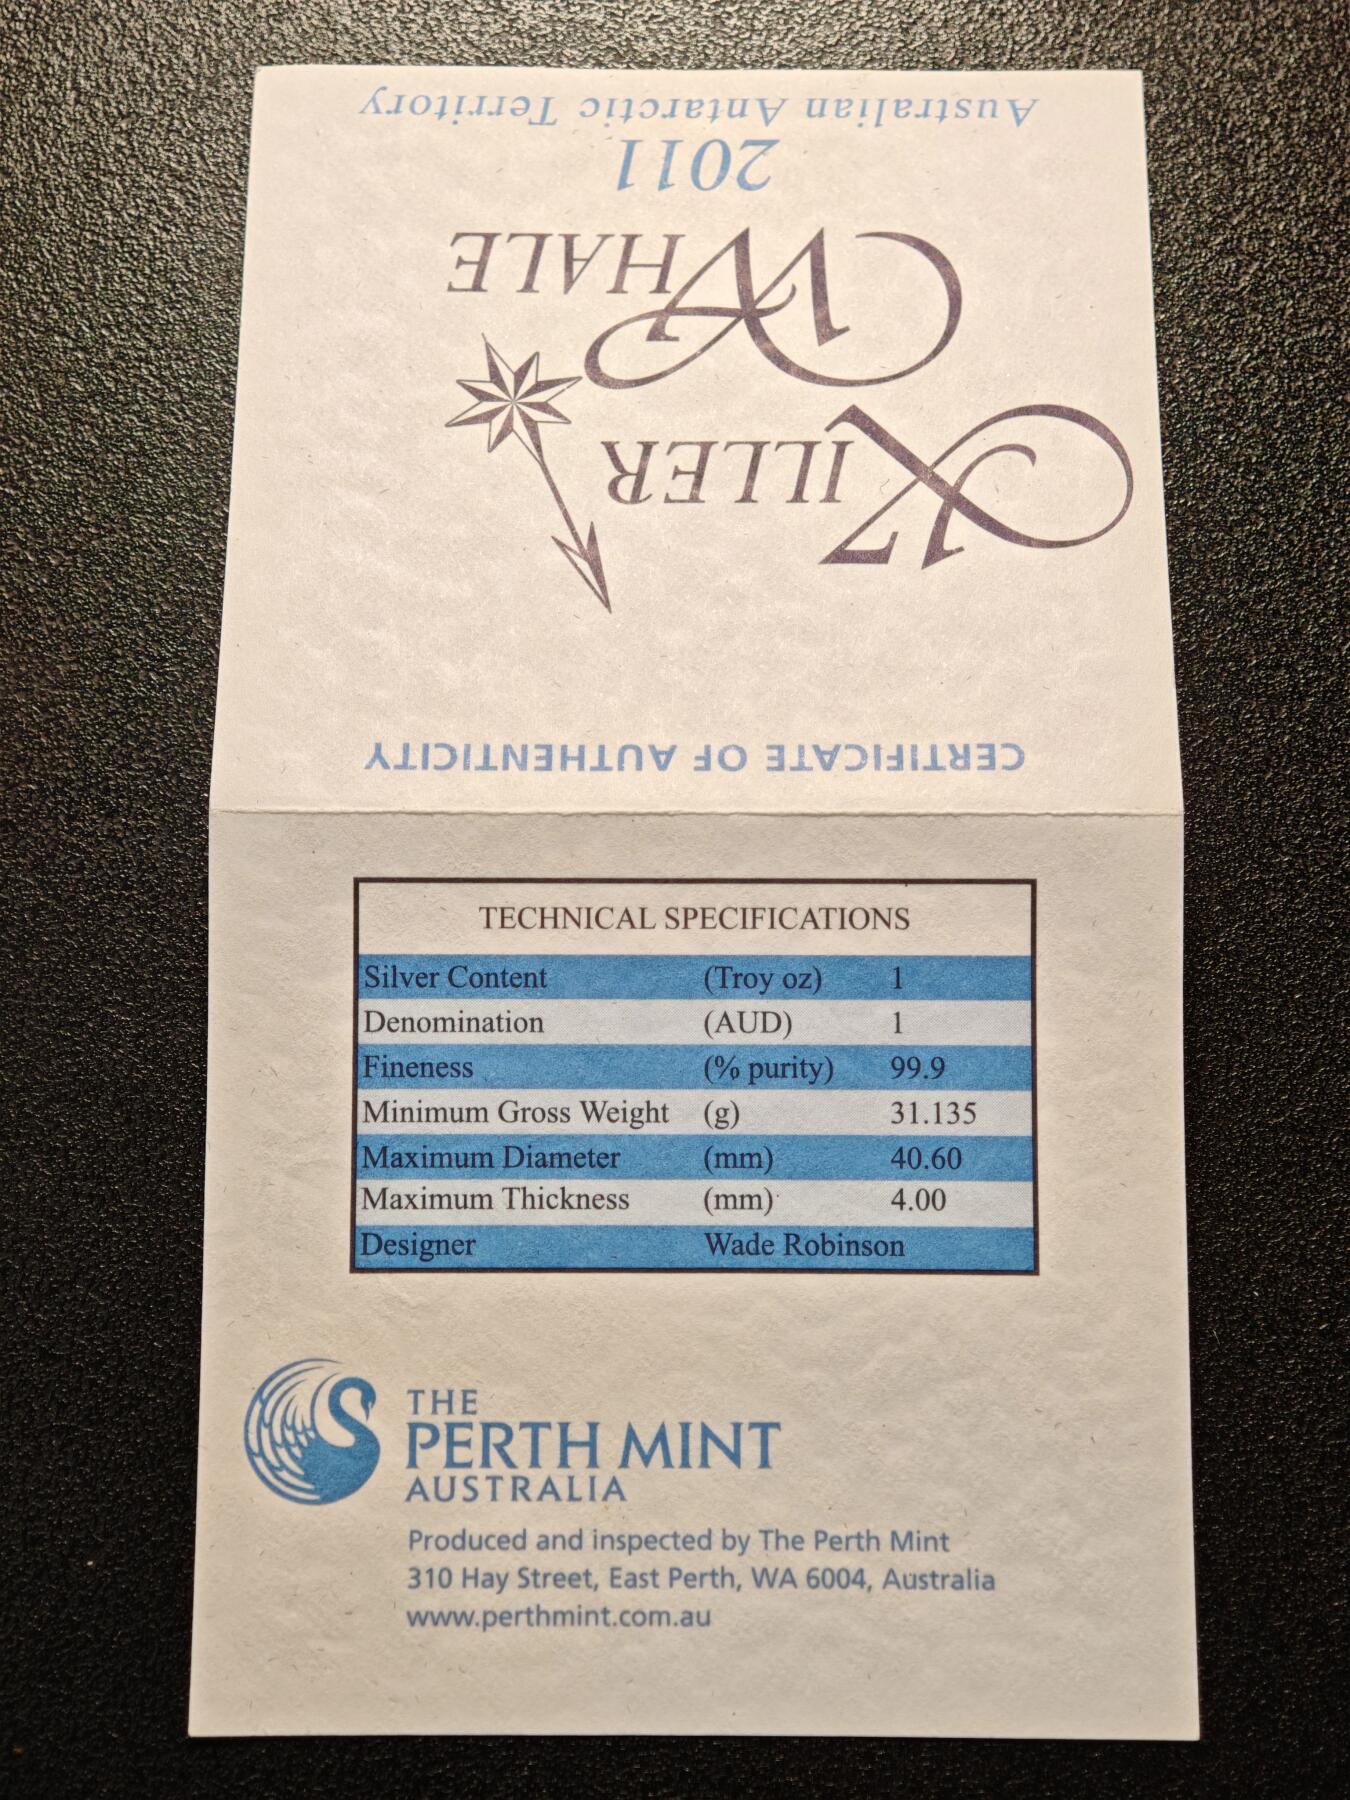 Australian Antarctic Territory
2011
KILLER
WHALE
CERTIFICATE OF AUTHENTICITY
TECHNICAL SPECIFICATIONS
Silver Content (Troy oz) 1
Denomination (AUD) 1
Fineness (% purity) 99.9
Minimum Gross Weight (g) 31.135
Maximum Diameter (mm) 40.60
Maximum Thickness (mm) 4.00
Designer Wade Robinson
THE
PERTH MINT
AUSTRALIA
Produced and inspected by The Perth Mint
310 Hay Street, East Perth, WA 6004, Australia
www.perthmint.com.au